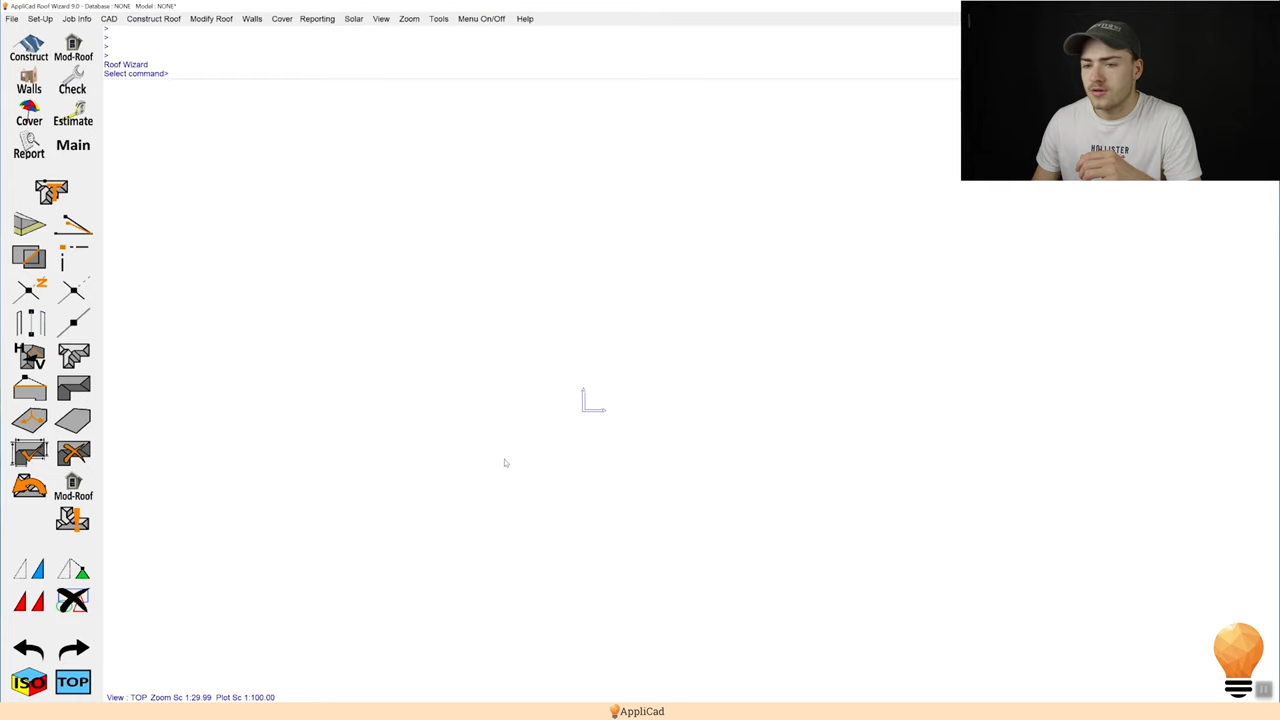 AppliCad Roof Wizard 9.0 - Database : NONE   Model : NONE*
File Set-Up Job Info CAD Construct Roof Modify Roof Walls Cover Reporting Solar View Zoom Tools Menu On/Off Help
>
>
>
>
Roof Wizard
Select command>
Construct Mod-Roof
Walls Check
Cover Estimate
Report Main
HOLLISTER
Z
H
V
Mod-Roof
ISO TOP
View : TOP  Zoom Sc 1:29.99  Plot Sc 1:100.00
AppliCad